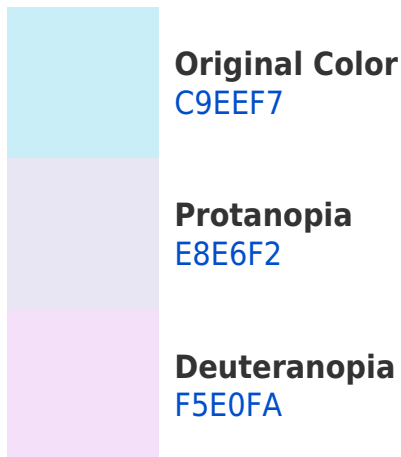 Original Color
C9EEF7
Protanopia
E8E6F2
Deuteranopia
F5E0FA